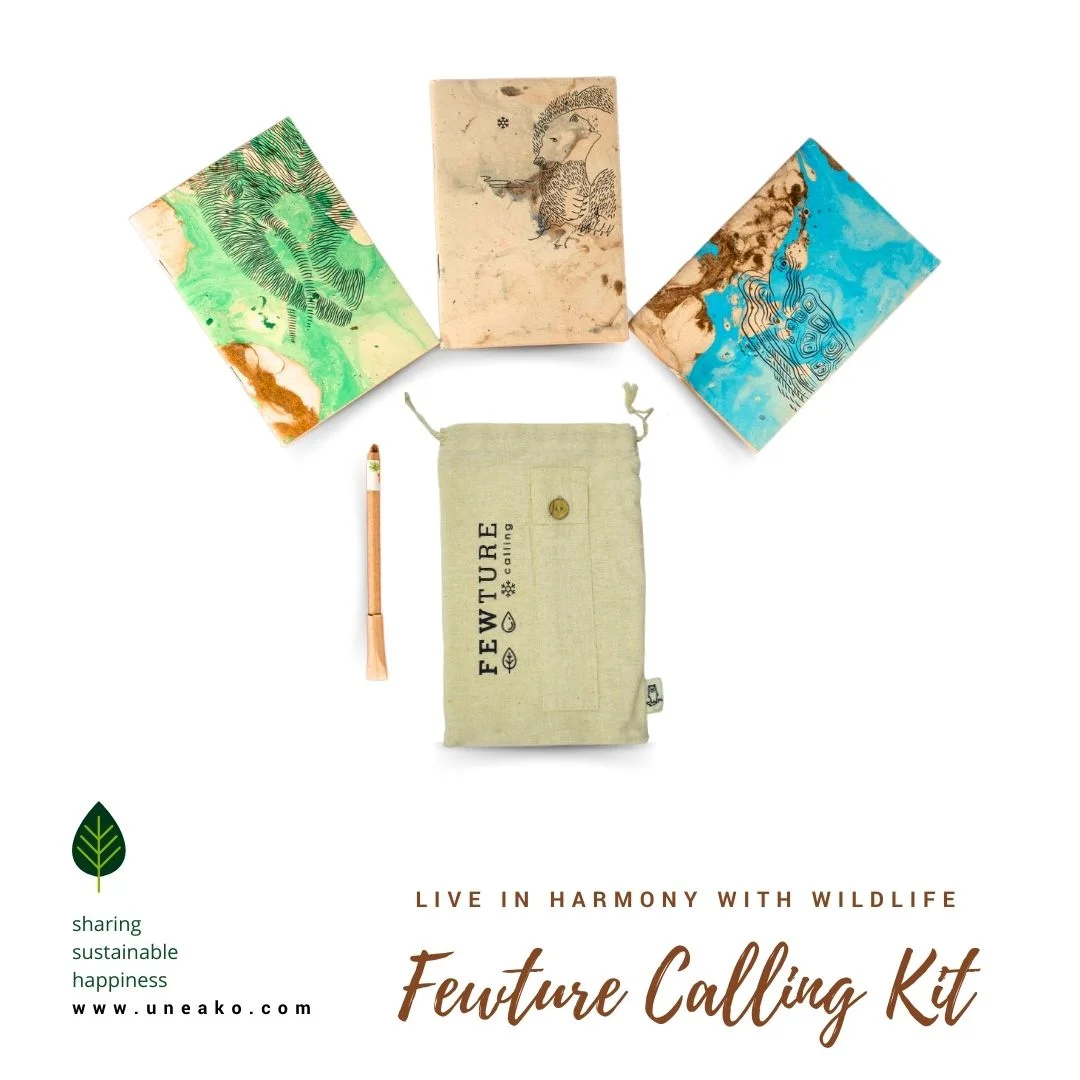 FEWTURE
calling
sharing
sustainable
happiness
www.uneako.com
LIVE IN HARMONY WITH WILDLIFE
Fewture Calling Kit